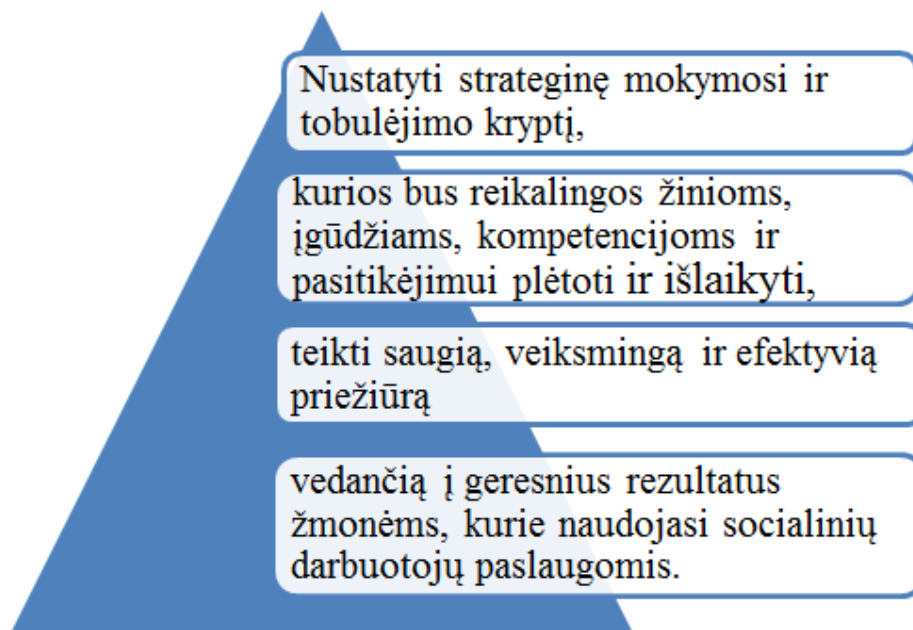 Nustatyti strateginę mokymosi ir
tobulėjimo kryptį,
kurios bus reikalingos žinioms,
įgūdžiams, kompetencijoms ir
pasitikėjimui plėtoti ir išlaikyti,
teikti saugią, veiksmingą ir efektyvią
priežiūrą
vedančią į geresnius rezultatus
žmonėms, kurie naudojasi socialinių
darbuotojų paslaugomis.